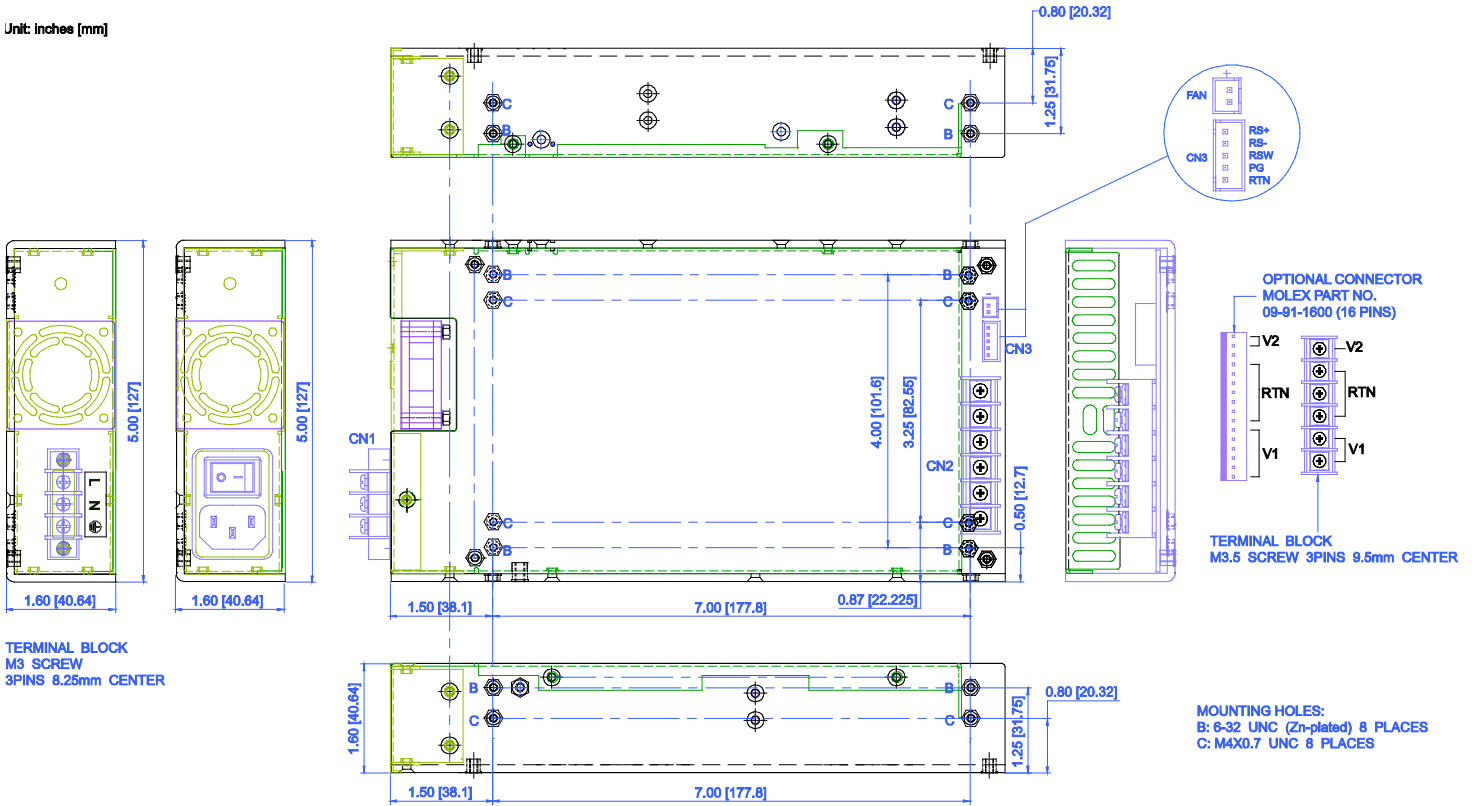 Unit: inches [mm]
0.80 [20.32]
1.25 [31.75]
C
B
C
B
FAN
+
CN3
RS+
RS-
RSW
PG
RTN
5.00 [127]
L N
1.60 [40.64]
5.00 [127]
1.60 [40.64]
TERMINAL BLOCK
M3 SCREW
3PINS 8.25mm CENTER
CN1
B
C
B
C
C
B
C
B
-
CN3
CN2
4.00 [101.6]
3.25 [82.55]
0.50 [12.7]
0.87 [22.225]
1.50 [38.1]
7.00 [177.8]
OPTIONAL CONNECTOR
MOLEX PART NO.
09-91-1600 (16 PINS)
V2
RTN
V1
V2
RTN
V1
TERMINAL BLOCK
M3.5 SCREW 3PINS 9.5mm CENTER
1.60 [40.64]
B
C
B
C
1.25 [31.75]
0.80 [20.32]
1.50 [38.1]
7.00 [177.8]
MOUNTING HOLES:
B: 6-32 UNC (Zn-plated) 8 PLACES
C: M4X0.7 UNC 8 PLACES